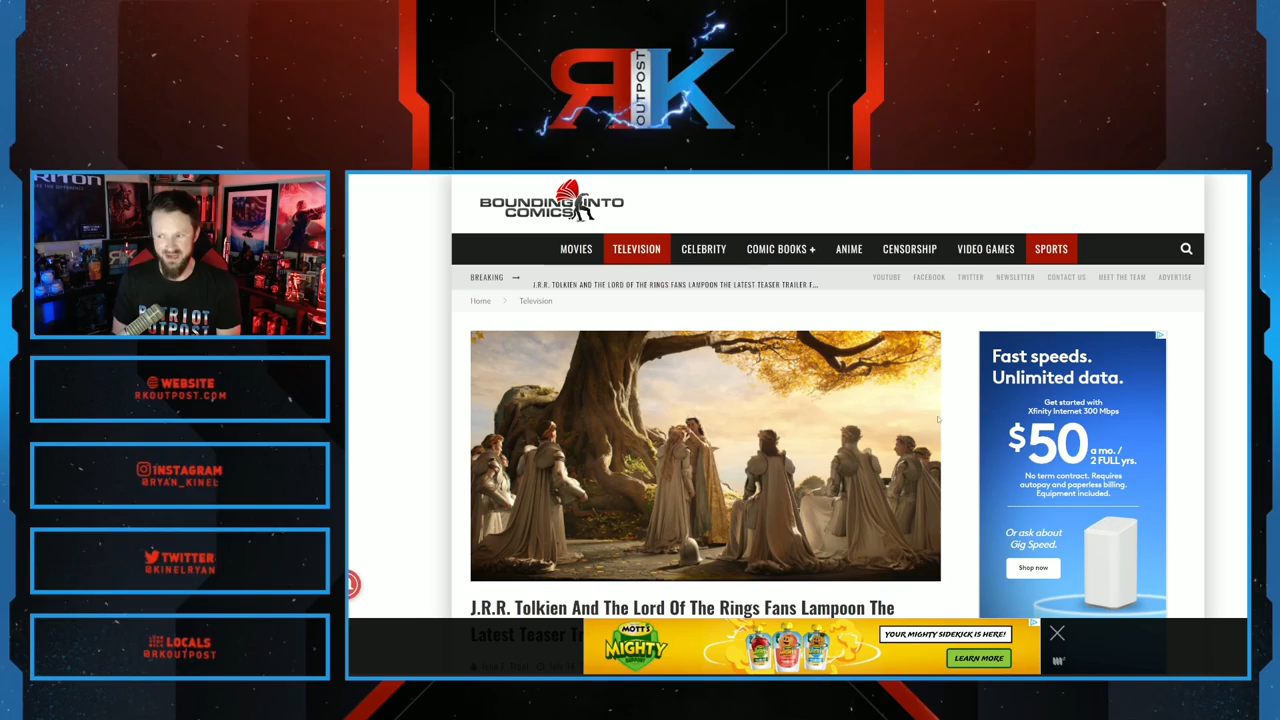 RK
OUTPOST
TRITON
PATRIOT
OUTPOST
WEBSITE
RKOUTPOST.COM
INSTAGRAM
@RYAN_KINEL
TWITTER
@KINELRYAN
LOCALS
@RKOUTPOST
BOUNDING INTO
COMICS
MOVIES TELEVISION CELEBRITY COMIC BOOKS + ANIME CENSORSHIP VIDEO GAMES SPORTS
BREAKING → J.R.R. TOLKIEN AND THE LORD OF THE RINGS FANS LAMPOON THE LATEST TEASER TRAILER F... YOUTUBE FACEBOOK TWITTER NEWSLETTER CONTACT US MEET THE TEAM ADVERTISE
Home > Television
Fast speeds.
Unlimited data.
Get started with
Xfinity Internet 300 Mbps
$50 a mo. /
2 FULL yrs.
No term contract. Requires
autopay and paperless billing.
Equipment included.
Or ask about
Gig Speed.
Shop now
J.R.R. Tolkien And The Lord Of The Rings Fans Lampoon The
Latest Teaser
MOTT'S
MIGHTY
YOUR MIGHTY SIDEKICK IS HERE!
LEARN MORE